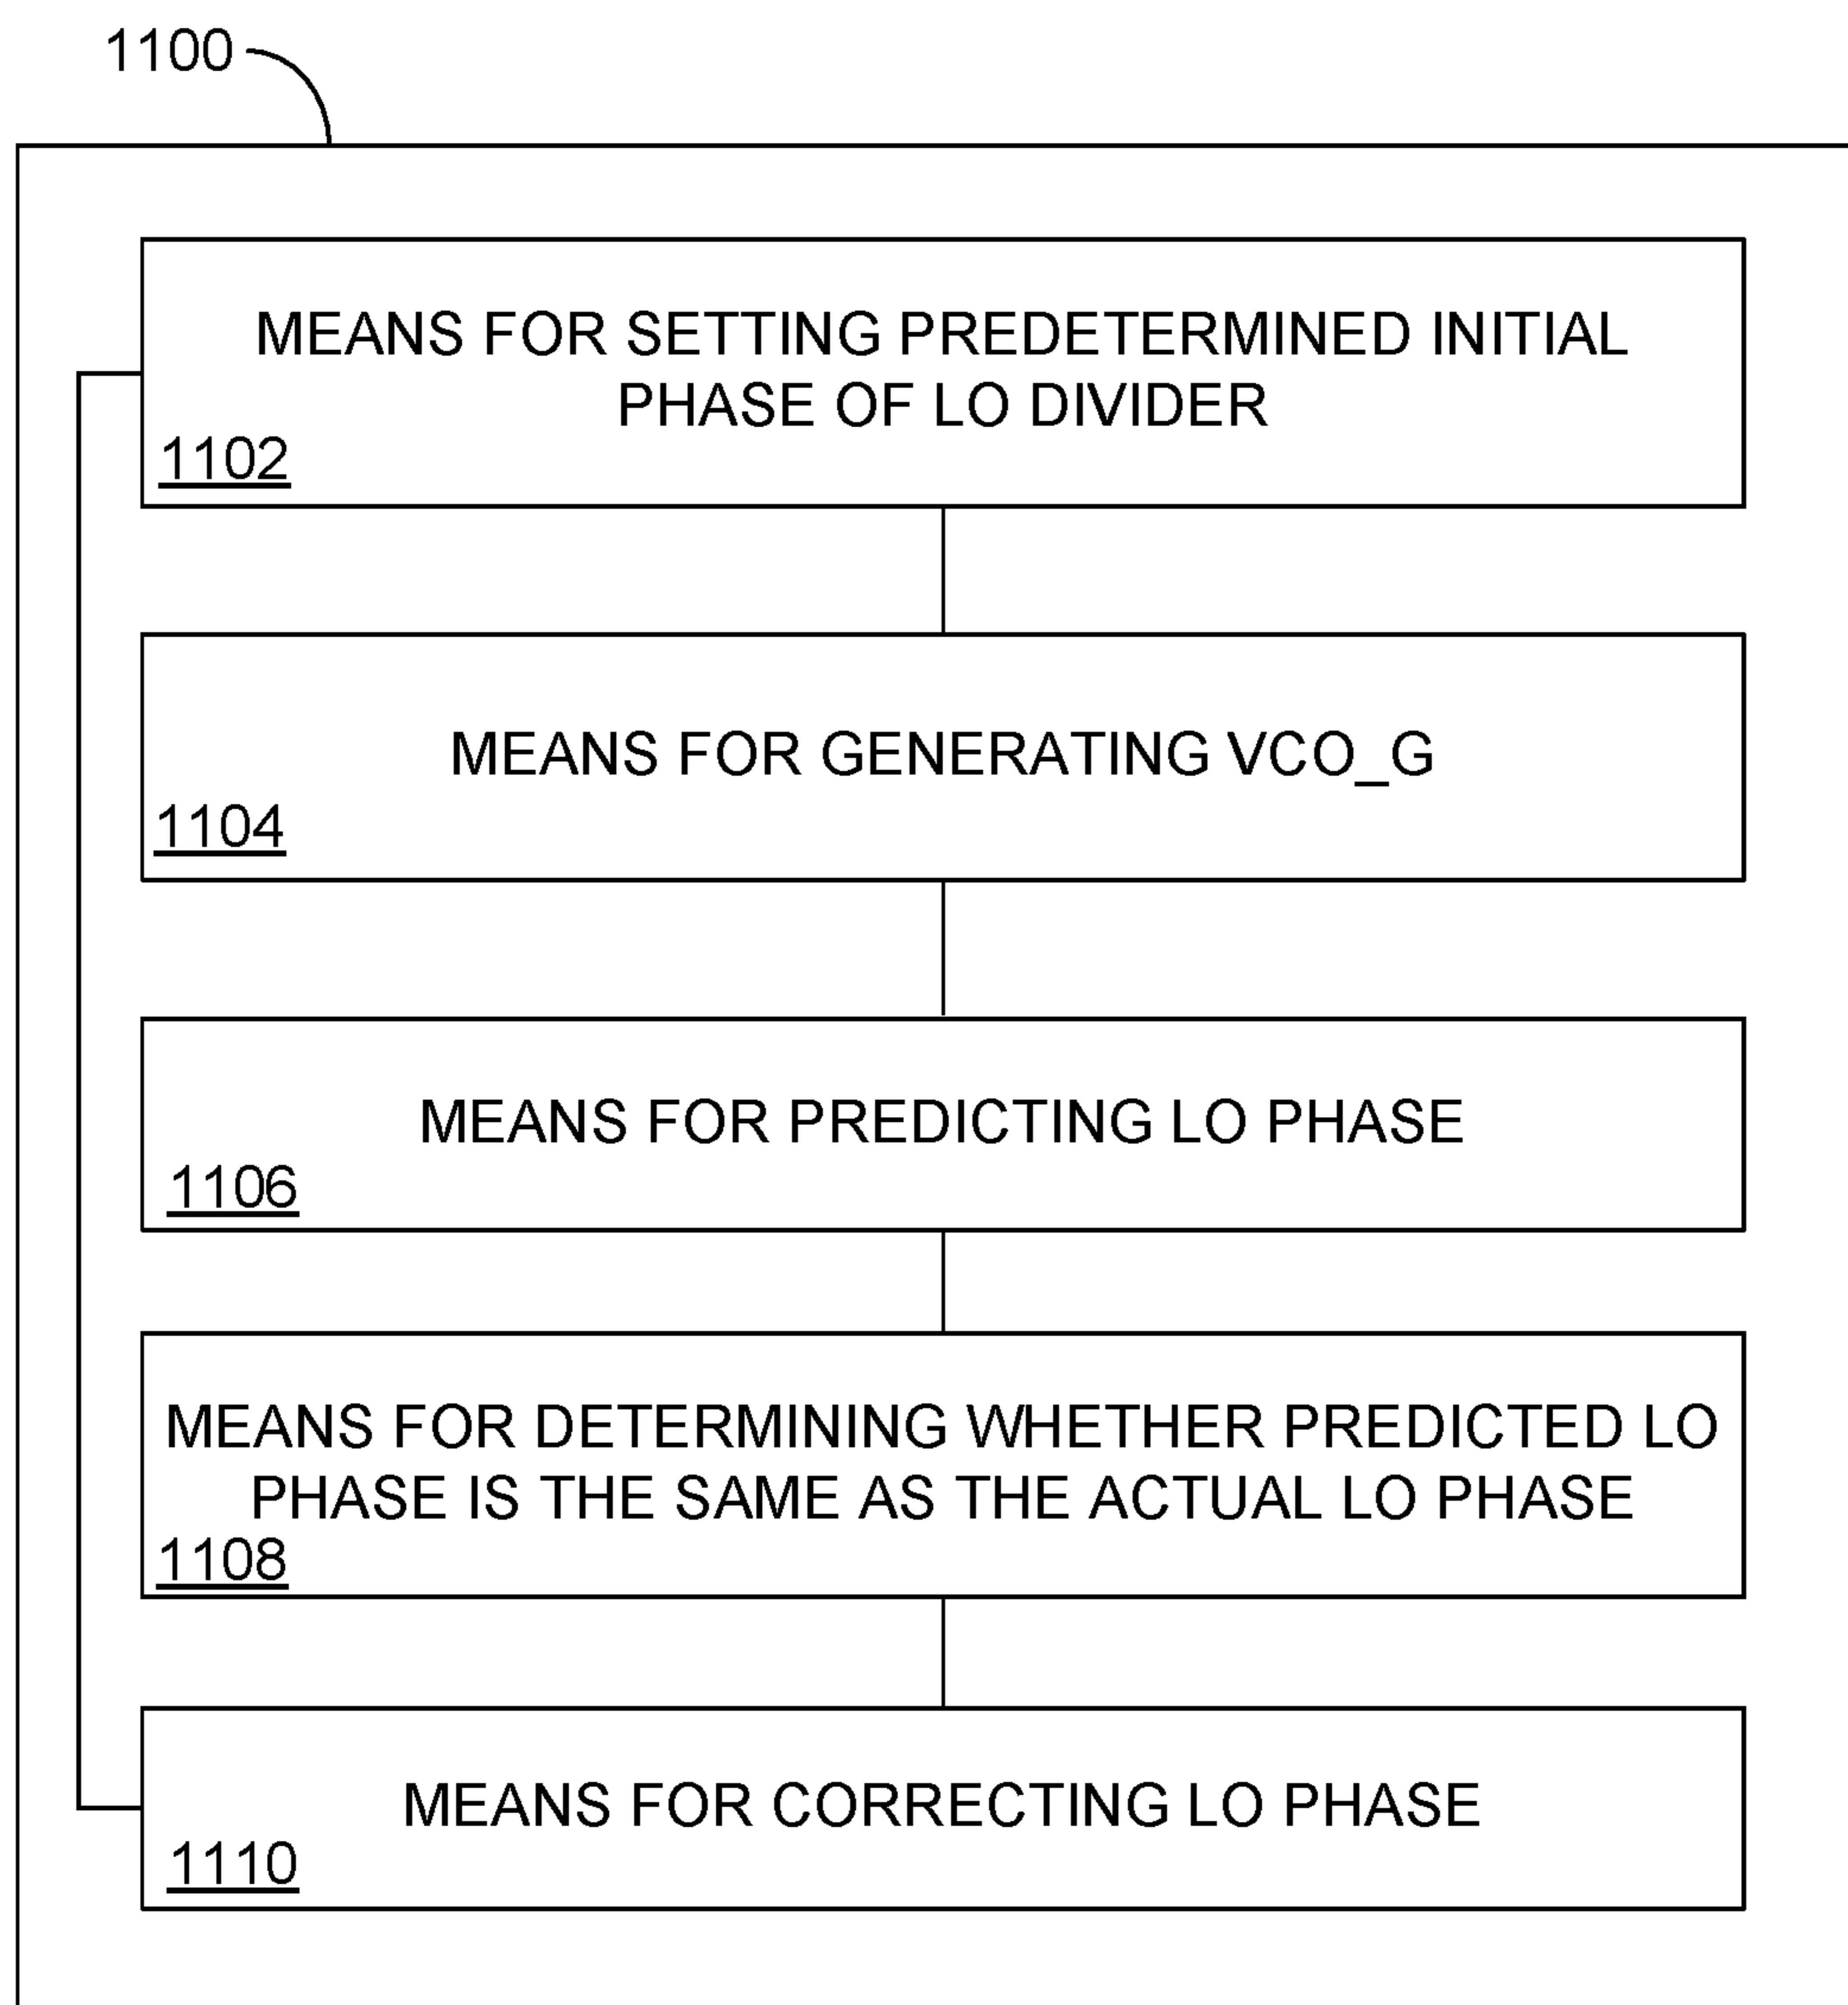 1100
MEANS FOR SETTING PREDETERMINED INITIAL
PHASE OF LO DIVIDER
1102
MEANS FOR GENERATING VCO_G
1104
MEANS FOR PREDICTING LO PHASE
1106
MEANS FOR DETERMINING WHETHER PREDICTED LO
PHASE IS THE SAME AS THE ACTUAL LO PHASE
1108
MEANS FOR CORRECTING LO PHASE
1110